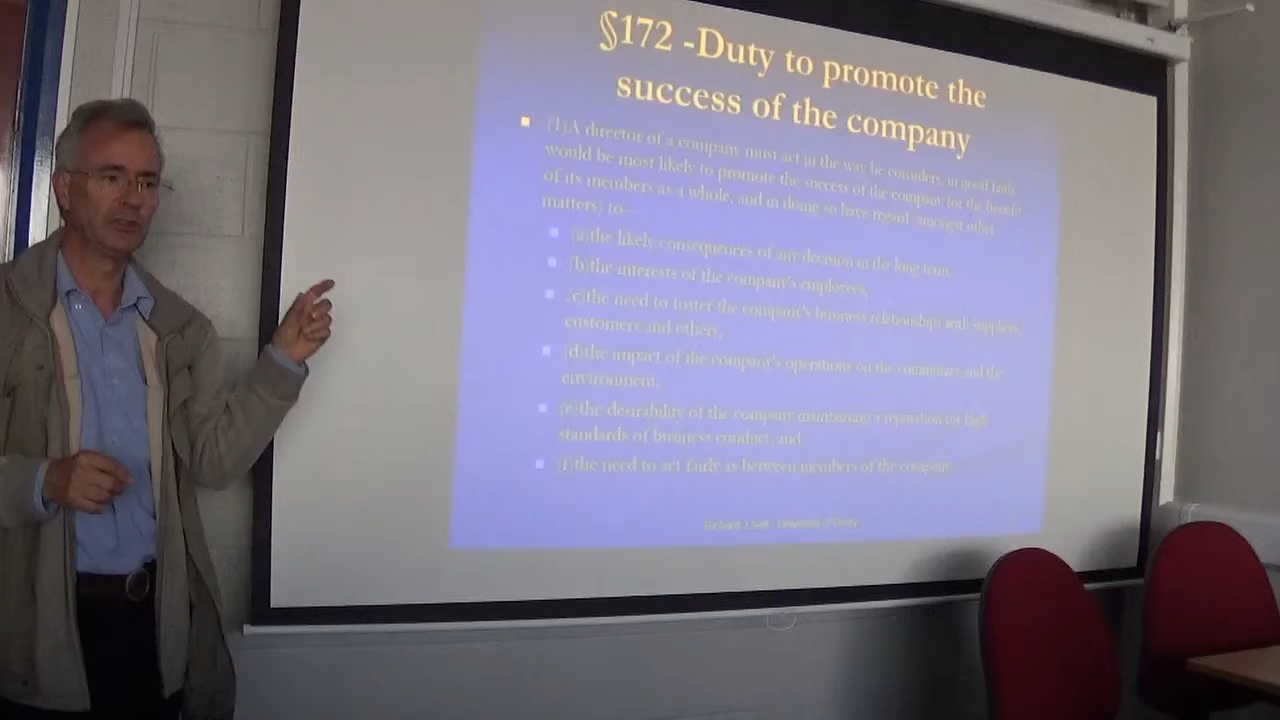 §172 -Duty to promote the
success of the company
(1)A director of a company must act in the way he considers, in good faith,
would be most likely to promote the success of the company for the benefit
of its members as a whole, and in doing so have regard (amongst other
matters) to—
(a)the likely consequences of any decision in the long term,
(b)the interests of the company's employees,
(c)the need to foster the company's business relationships with suppliers,
customers and others,
(d)the impact of the company's operations on the community and the
environment,
(e)the desirability of the company maintaining a reputation for high
standards of business conduct, and
(f)the need to act fairly as between members of the company.
University of